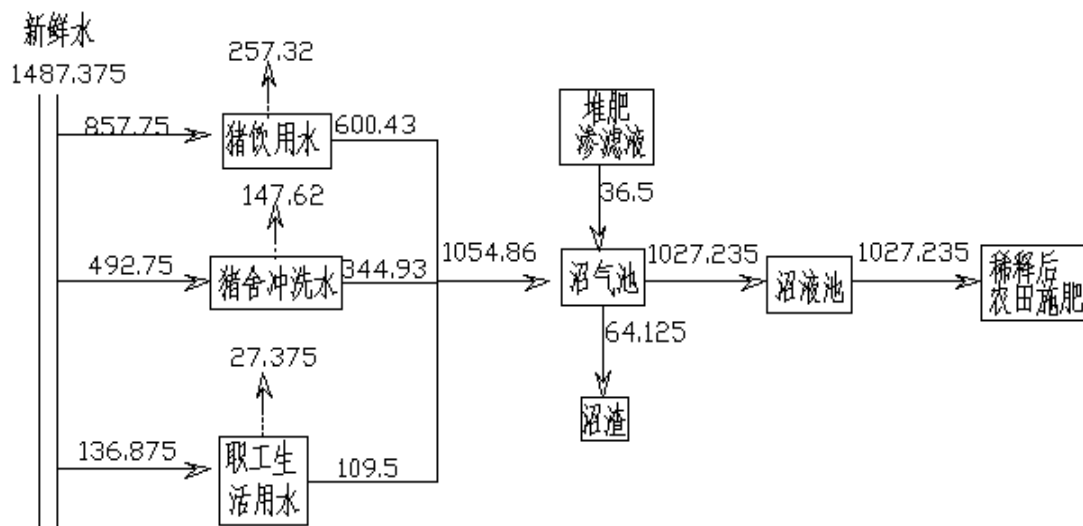 新鲜水
1487.375
257.32
857.75
猪饮用水
600.43
堆肥
渗滤液
36.5
147.62
492.75
猪舍冲洗水
344.93
1054.86
沼气池
1027.235
沼液池
1027.235
稀释后
农田施肥
64.125
沼渣
27.375
136.875
职工生
活用水
109.5